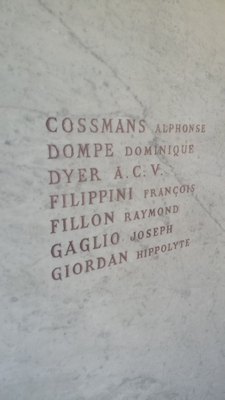 COSSMANS ALPHONSE
DOMPE DOMINIQUE
DYER A.C.V.
FILIPPINI FRANÇOIS
FILLON RAYMOND
GAGLIO JOSEPH
GIORDAN HIPPOLYTE